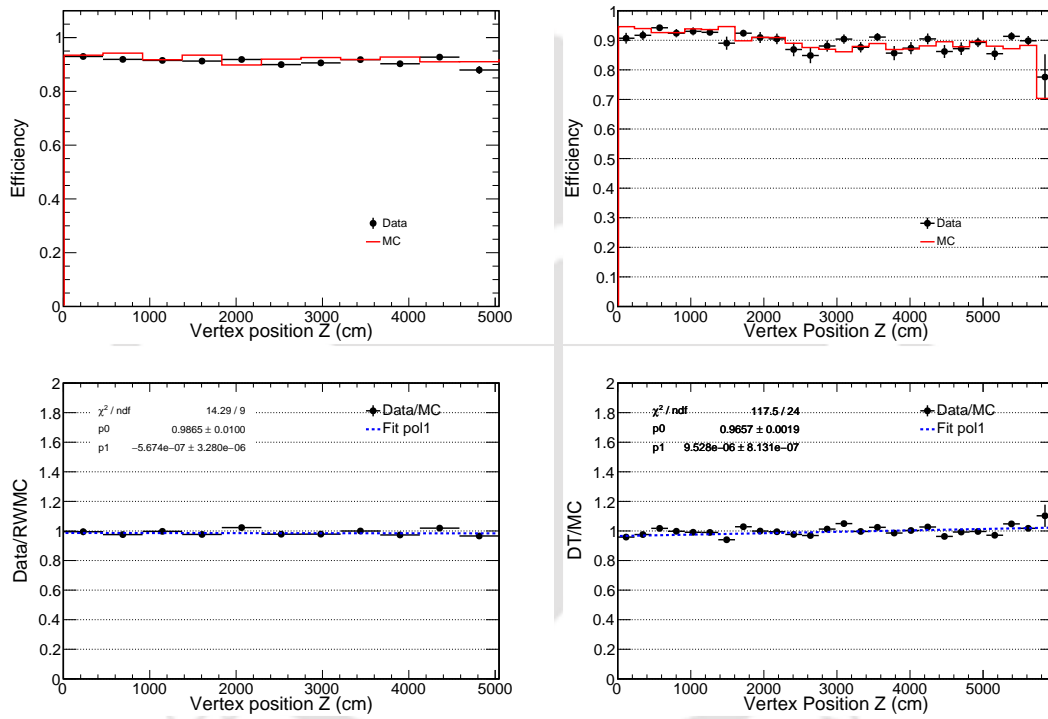 Efficiency
1
0.8
0.6
0.4
0.2
0
Data
MC
0 1000 2000 3000 4000 5000
Vertex position Z (cm)
Efficiency
1
0.9
0.8
0.7
0.6
0.5
0.4
0.3
0.2
0.1
0
Data
MC
0 1000 2000 3000 4000 5000
Vertex Position Z (cm)
Data/RWMC
2
1.8
1.6
1.4
1.2
1
0.8
0.6
0.4
0.2
0
χ² / ndf 14.29 / 9
p0 0.9865 ± 0.0100
p1 −5.674e−07 ± 3.280e−06
Data/MC
Fit pol1
0 1000 2000 3000 4000 5000
Vertex position Z (cm)
DT/MC
2
1.8
1.6
1.4
1.2
1
0.8
0.6
0.4
0.2
0
χ² / ndf 117.5 / 24
p0 0.9657 ± 0.0019
p1 9.528e−06 ± 8.131e−07
Data/MC
Fit pol1
0 1000 2000 3000 4000 5000
Vertex Position Z (cm)